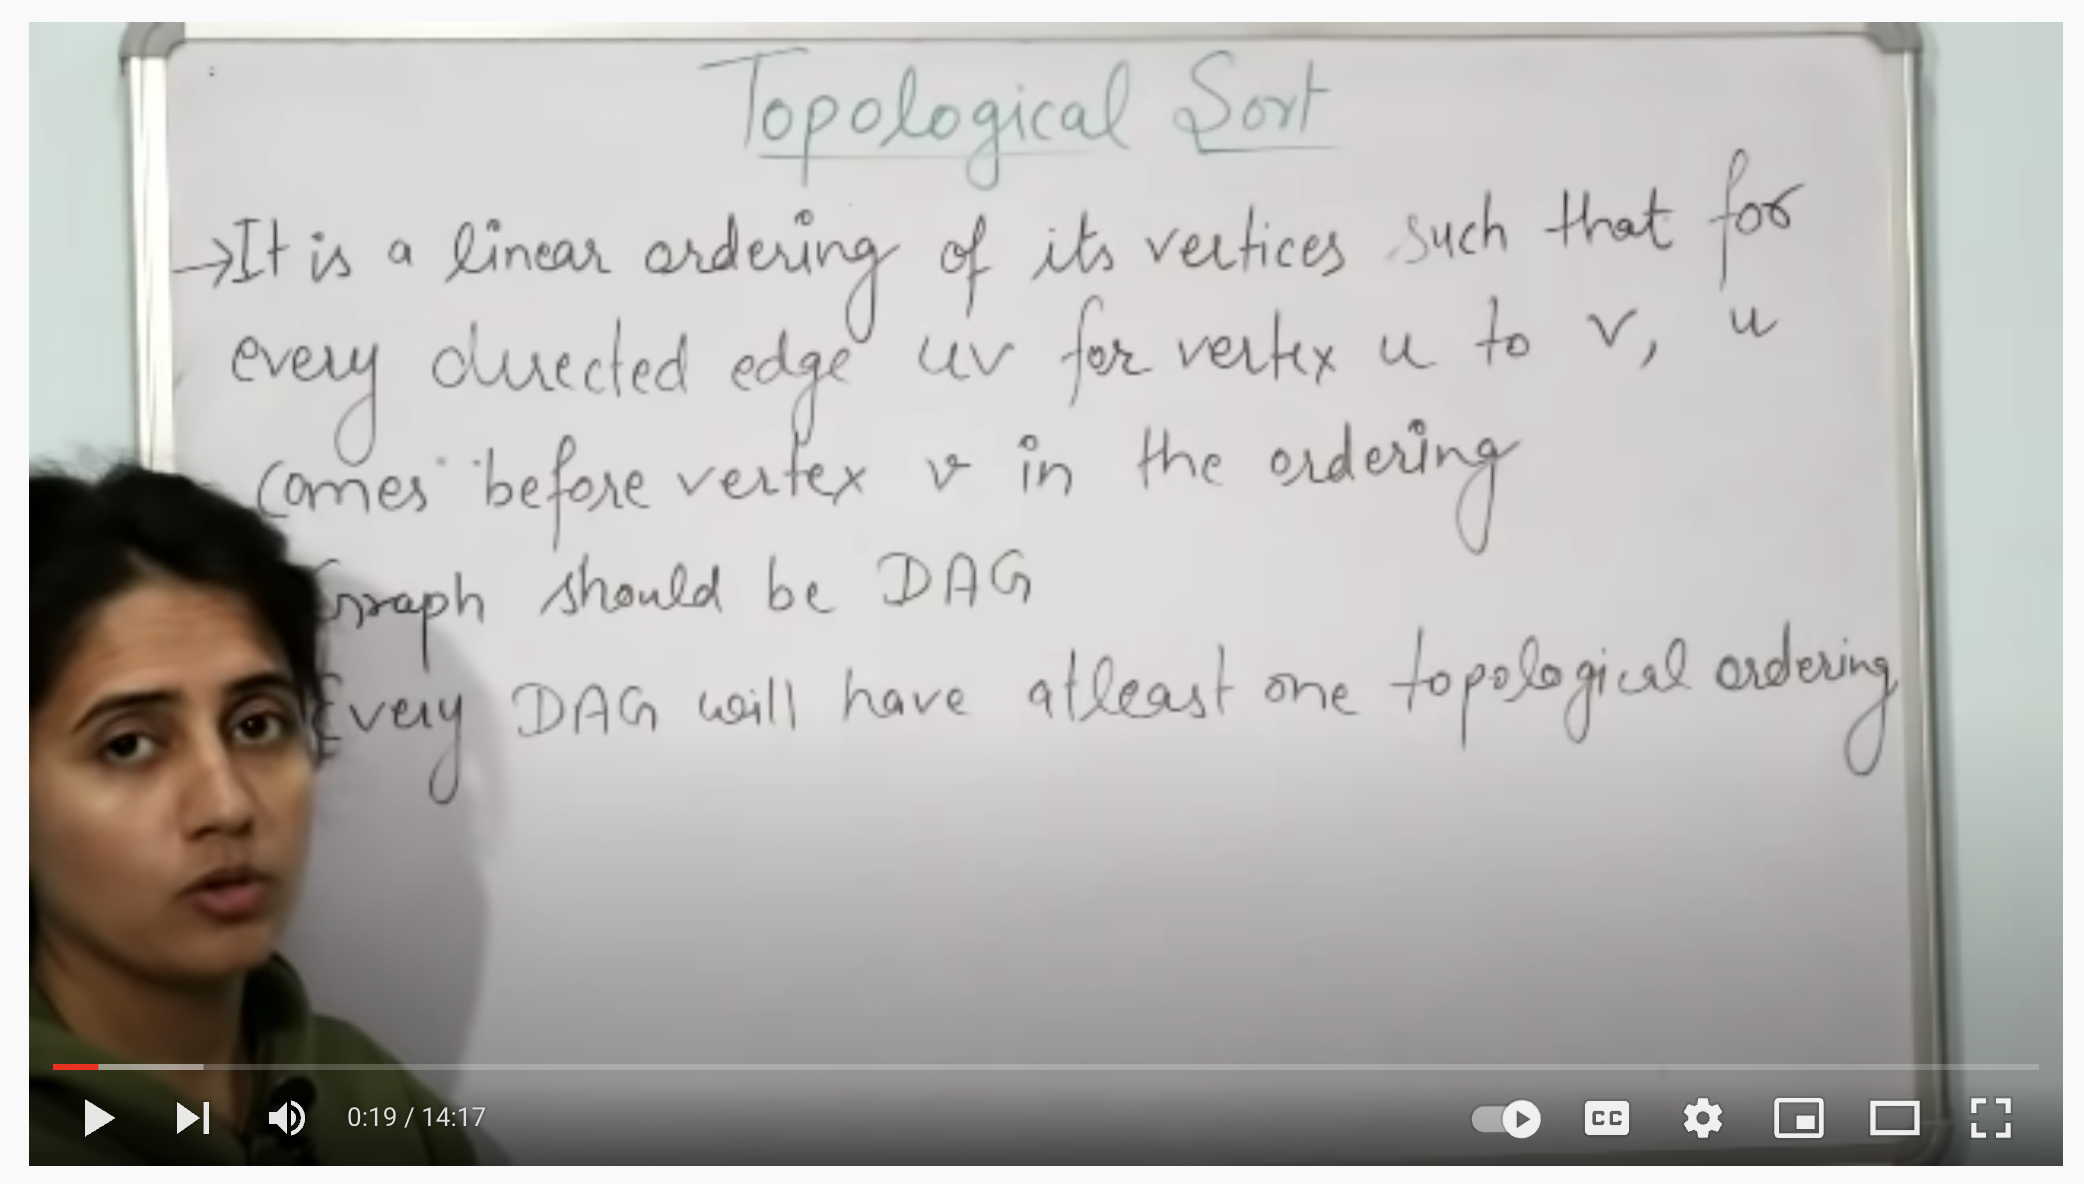 Topological Sort
→It is a linear ordering of its vertices such that for
every directed edge uv for vertex u to v, u
comes before vertex v in the ordering
Graph should be DAG
Every DAG will have atleast one topological ordering
0:19 / 14:17
CC